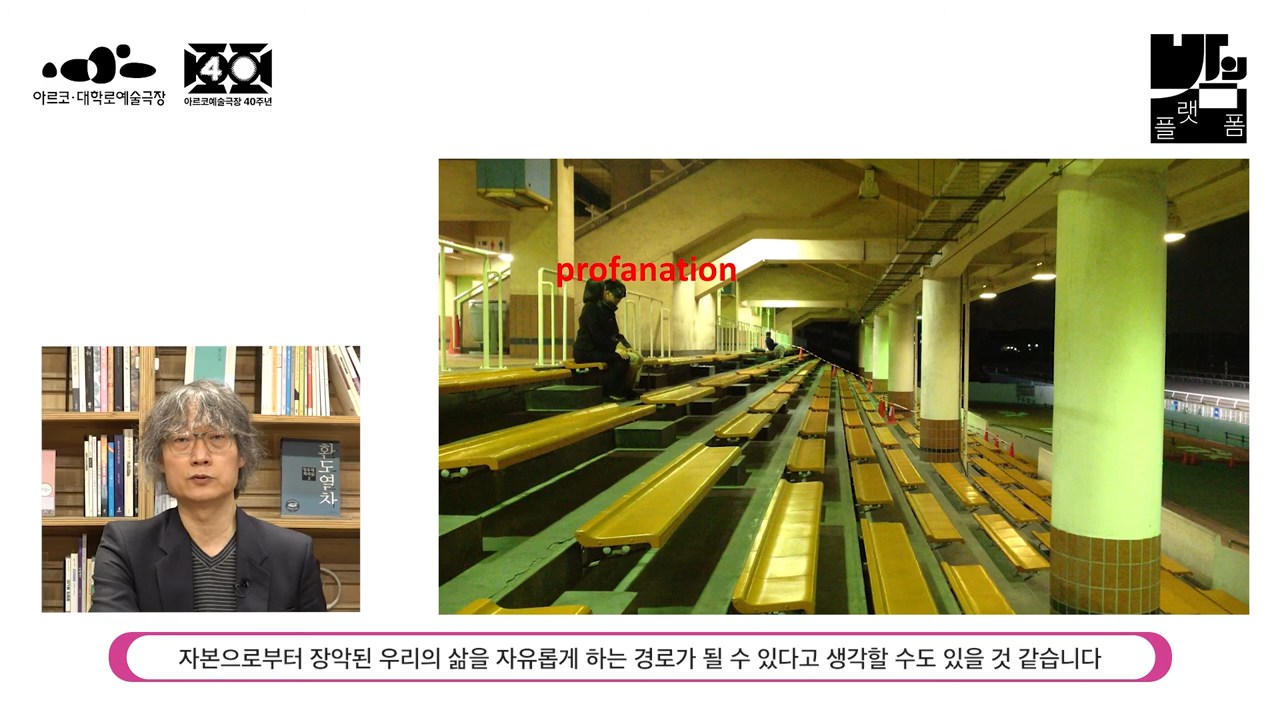 아르코·대학로예술극장
40
아르코예술극장 40주년
밤의
플랫폼
profanation
환도열차
자본으로부터 장악된 우리의 삶을 자유롭게 하는 경로가 될 수 있다고 생각할 수도 있을 것 같습니다